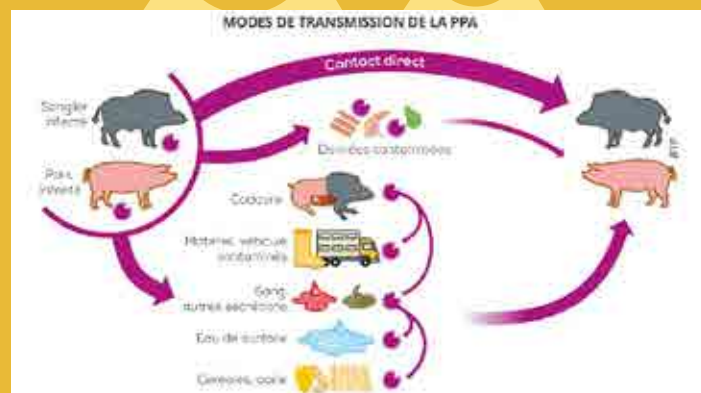 MODES DE TRANSMISSION DE LA PPA
Contact direct
Sanglier
infecté
Porc
infecté
Denrées contaminées
Cadavre
Matériel, véhicule
contaminés
Sang,
autres excrétions
Eau de surface
Céréales, paille